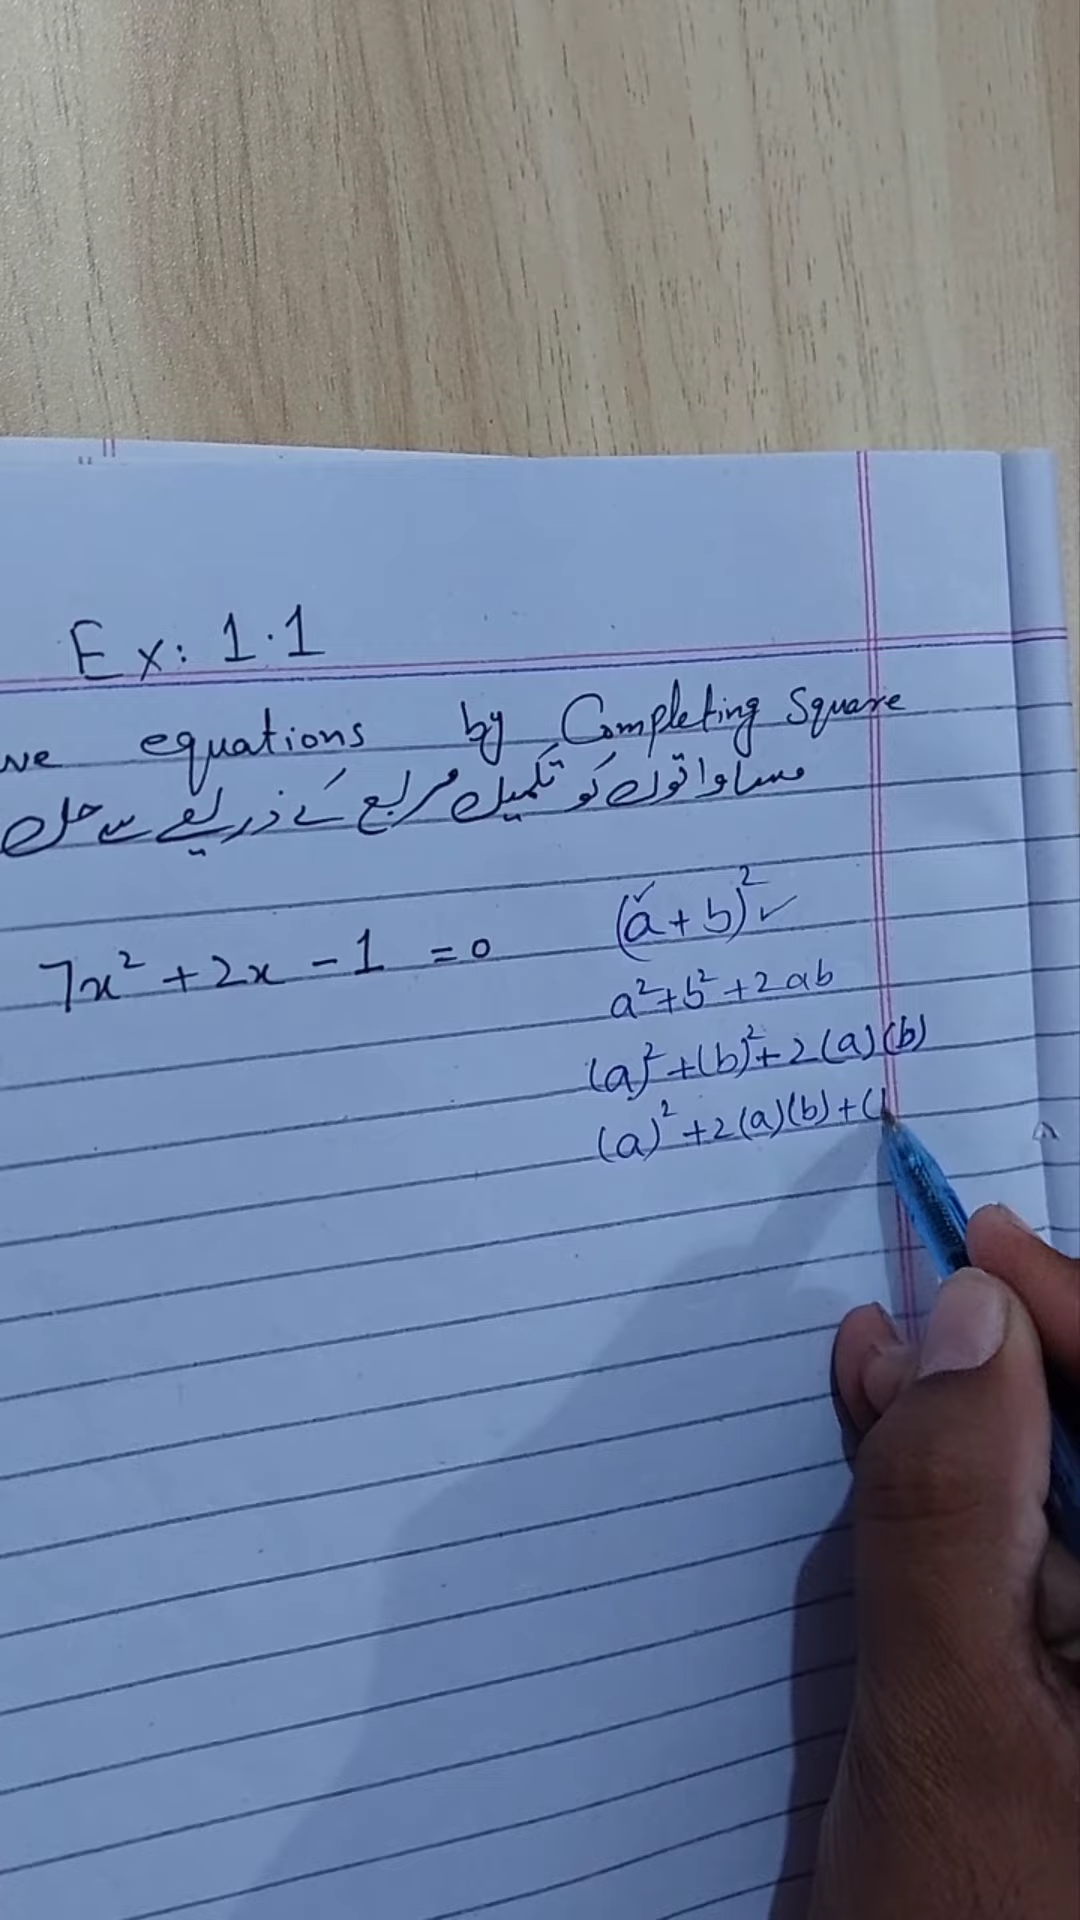 Ex: 1.1
ve equations by Completing Square
مساواتوں کو تکمیل مربع کے ذریعے سے حل
7x² + 2x - 1 = 0
(a + b)²
a² + b² + 2ab
(a)² + (b)² + 2(a)(b)
(a)² + 2(a)(b) + (